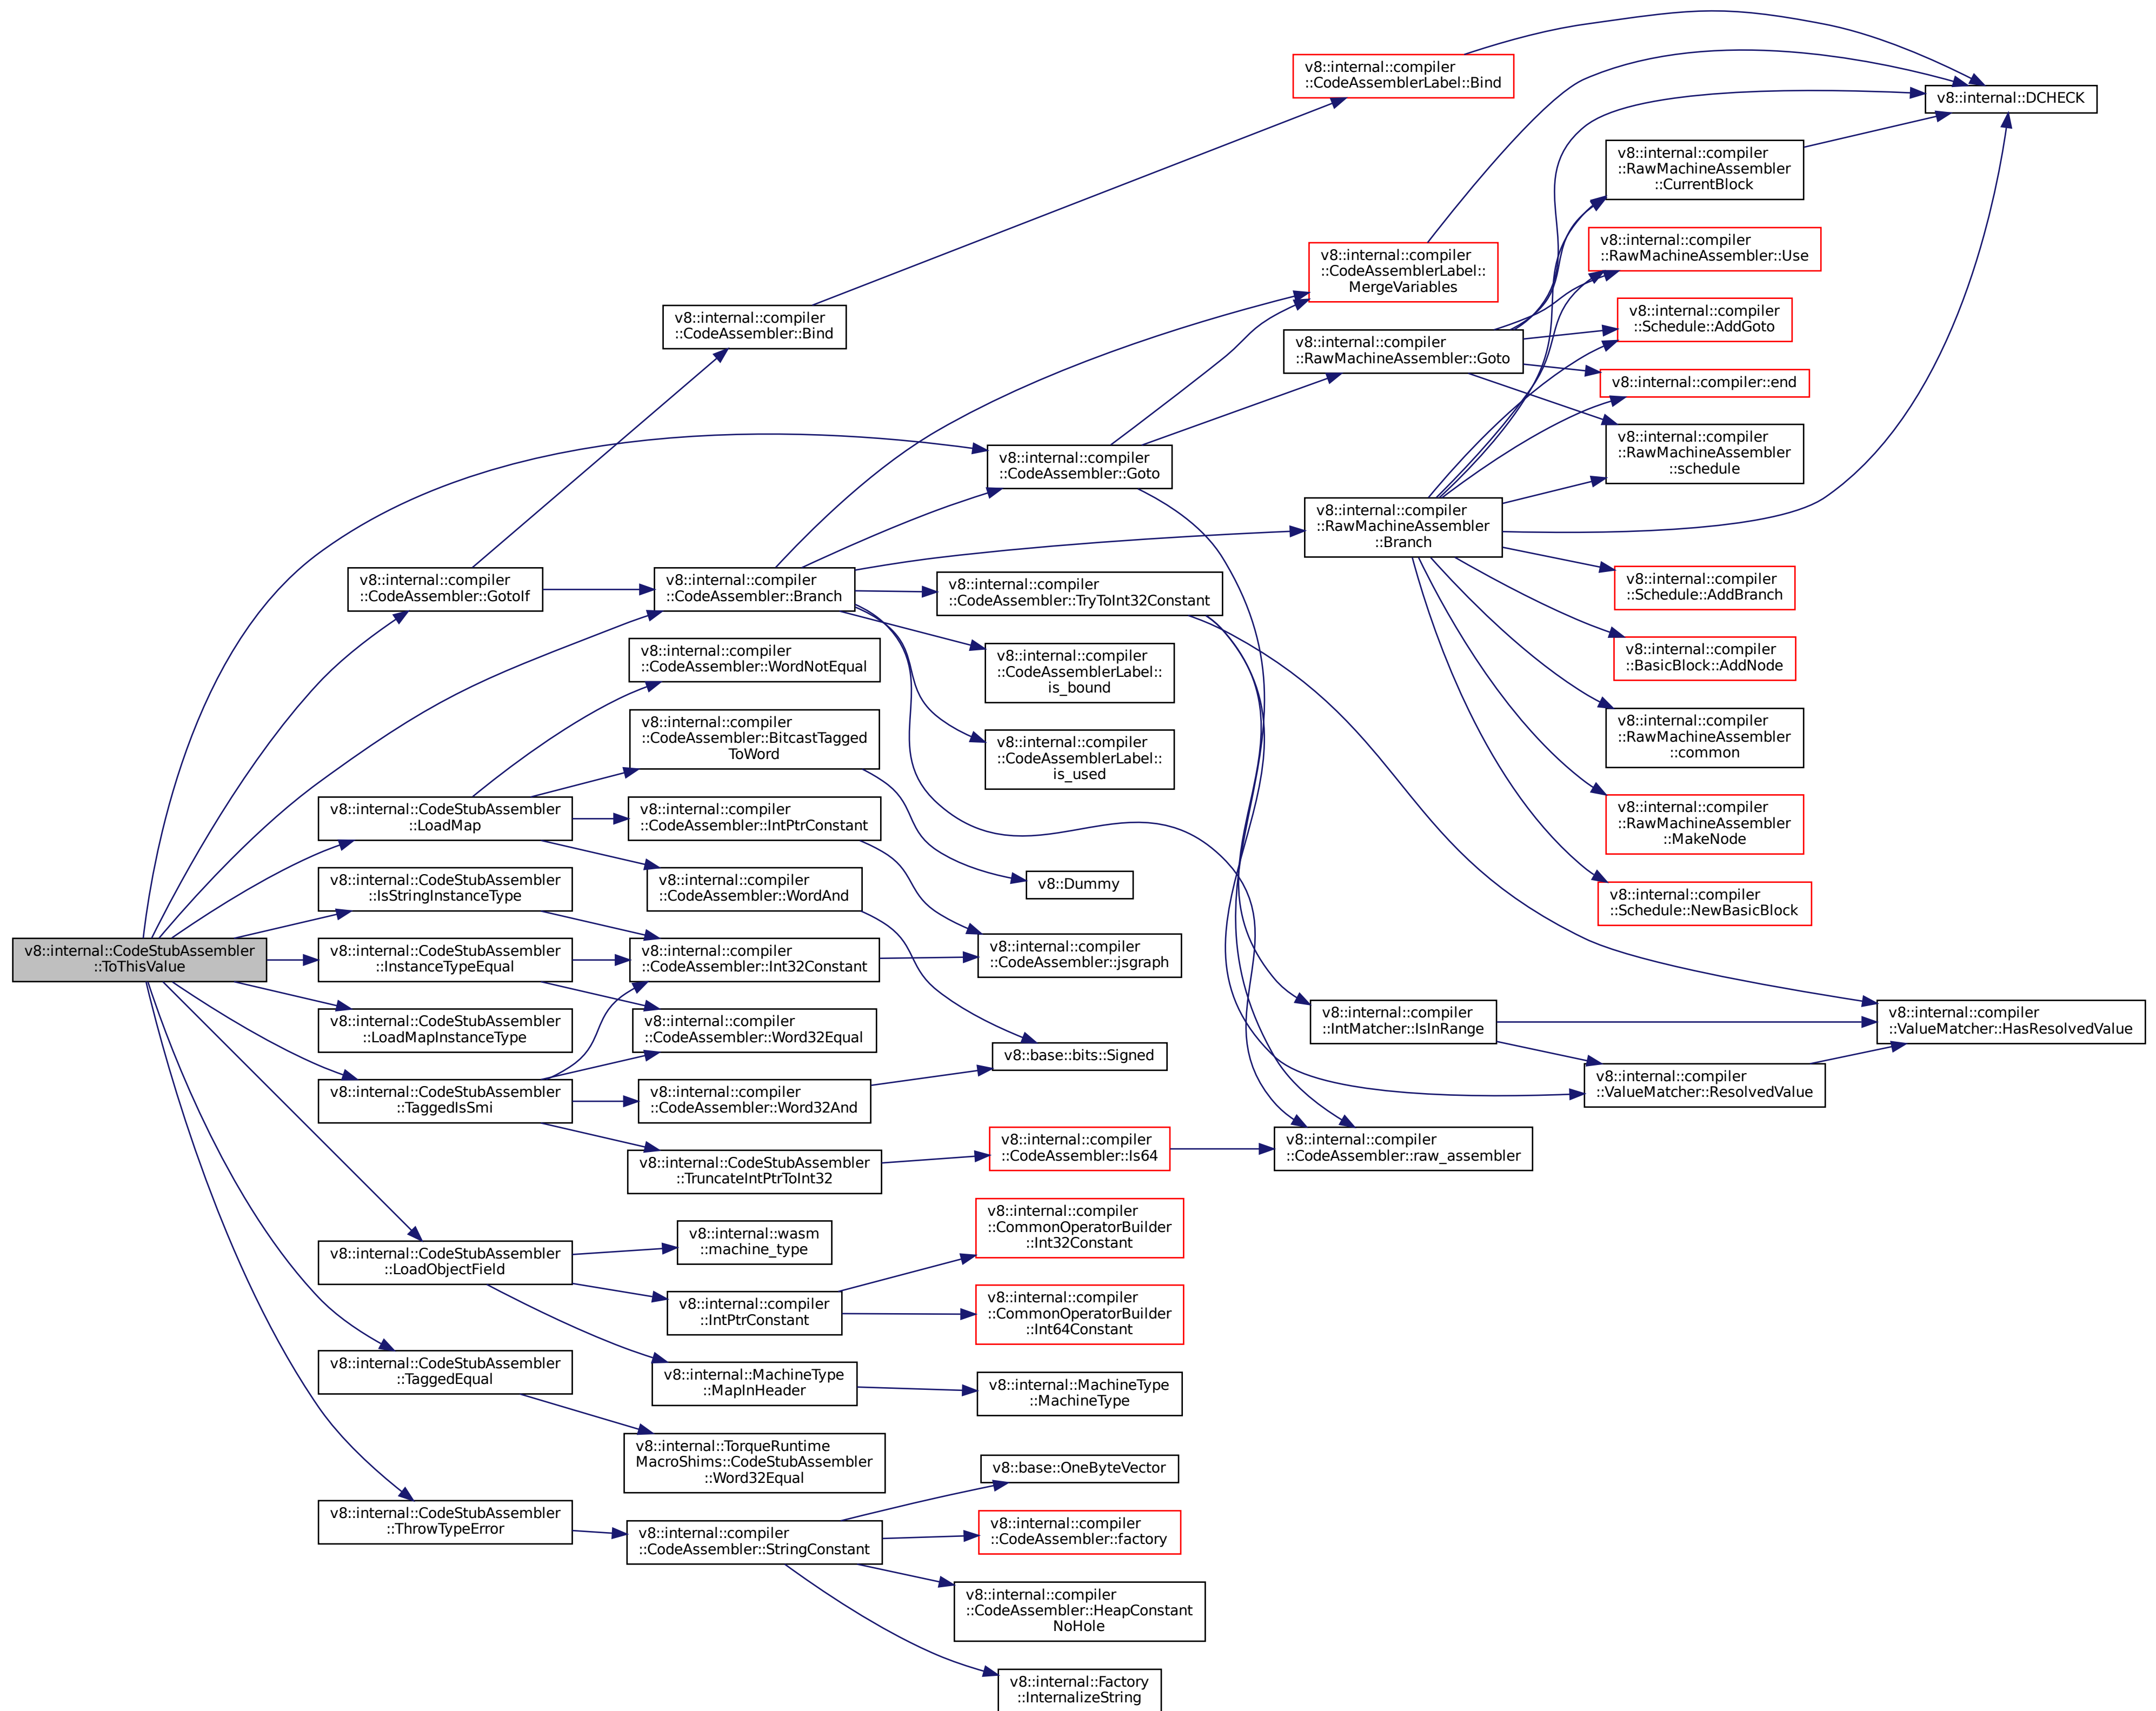 v8::internal::CodeStubAssembler
::ToThisValue
v8::internal::compiler
::CodeAssembler::Bind
v8::internal::compiler
::CodeAssembler::GotoIf
v8::internal::CodeStubAssembler
::LoadMap
v8::internal::CodeStubAssembler
::IsStringInstanceType
v8::internal::CodeStubAssembler
::InstanceTypeEqual
v8::internal::CodeStubAssembler
::LoadMapInstanceType
v8::internal::CodeStubAssembler
::TaggedIsSmi
v8::internal::CodeStubAssembler
::LoadObjectField
v8::internal::CodeStubAssembler
::TaggedEqual
v8::internal::CodeStubAssembler
::ThrowTypeError
v8::internal::compiler
::CodeAssembler::Branch
v8::internal::compiler
::CodeAssembler::WordNotEqual
v8::internal::compiler
::CodeAssembler::BitcastTagged
ToWord
v8::internal::compiler
::CodeAssembler::IntPtrConstant
v8::internal::compiler
::CodeAssembler::WordAnd
v8::internal::compiler
::CodeAssembler::Int32Constant
v8::internal::compiler
::CodeAssembler::Word32Equal
v8::internal::compiler
::CodeAssembler::Word32And
v8::internal::CodeStubAssembler
::TruncateIntPtrToInt32
v8::internal::wasm
::machine_type
v8::internal::compiler
::IntPtrConstant
v8::internal::MachineType
::MapInHeader
v8::internal::TorqueRuntime
MacroShims::CodeStubAssembler
::Word32Equal
v8::internal::compiler
::CodeAssembler::StringConstant
v8::internal::compiler
::CodeAssembler::Goto
v8::internal::compiler
::CodeAssembler::TryToInt32Constant
v8::internal::compiler
::CodeAssemblerLabel::
is_bound
v8::internal::compiler
::CodeAssemblerLabel::
is_used
v8::Dummy
v8::internal::compiler
::CodeAssembler::jsgraph
v8::base::bits::Signed
v8::internal::compiler
::CodeAssembler::Is64
v8::internal::compiler
::CommonOperatorBuilder
::Int32Constant
v8::internal::compiler
::CommonOperatorBuilder
::Int64Constant
v8::internal::MachineType
::MachineType
v8::base::OneByteVector
v8::internal::compiler
::CodeAssembler::factory
v8::internal::compiler
::CodeAssembler::HeapConstant
NoHole
v8::internal::Factory
::InternalizeString
v8::internal::compiler
::CodeAssemblerLabel::Bind
v8::internal::compiler
::CodeAssemblerLabel::
MergeVariables
v8::internal::compiler
::RawMachineAssembler::Goto
v8::internal::compiler
::RawMachineAssembler
::Branch
v8::internal::compiler
::IntMatcher::IsInRange
v8::internal::compiler
::CodeAssembler::raw_assembler
v8::internal::DCHECK
v8::internal::compiler
::RawMachineAssembler
::CurrentBlock
v8::internal::compiler
::RawMachineAssembler::Use
v8::internal::compiler
::Schedule::AddGoto
v8::internal::compiler::end
v8::internal::compiler
::RawMachineAssembler
::schedule
v8::internal::compiler
::Schedule::AddBranch
v8::internal::compiler
::BasicBlock::AddNode
v8::internal::compiler
::RawMachineAssembler
::common
v8::internal::compiler
::RawMachineAssembler
::MakeNode
v8::internal::compiler
::Schedule::NewBasicBlock
v8::internal::compiler
::ValueMatcher::HasResolvedValue
v8::internal::compiler
::ValueMatcher::ResolvedValue